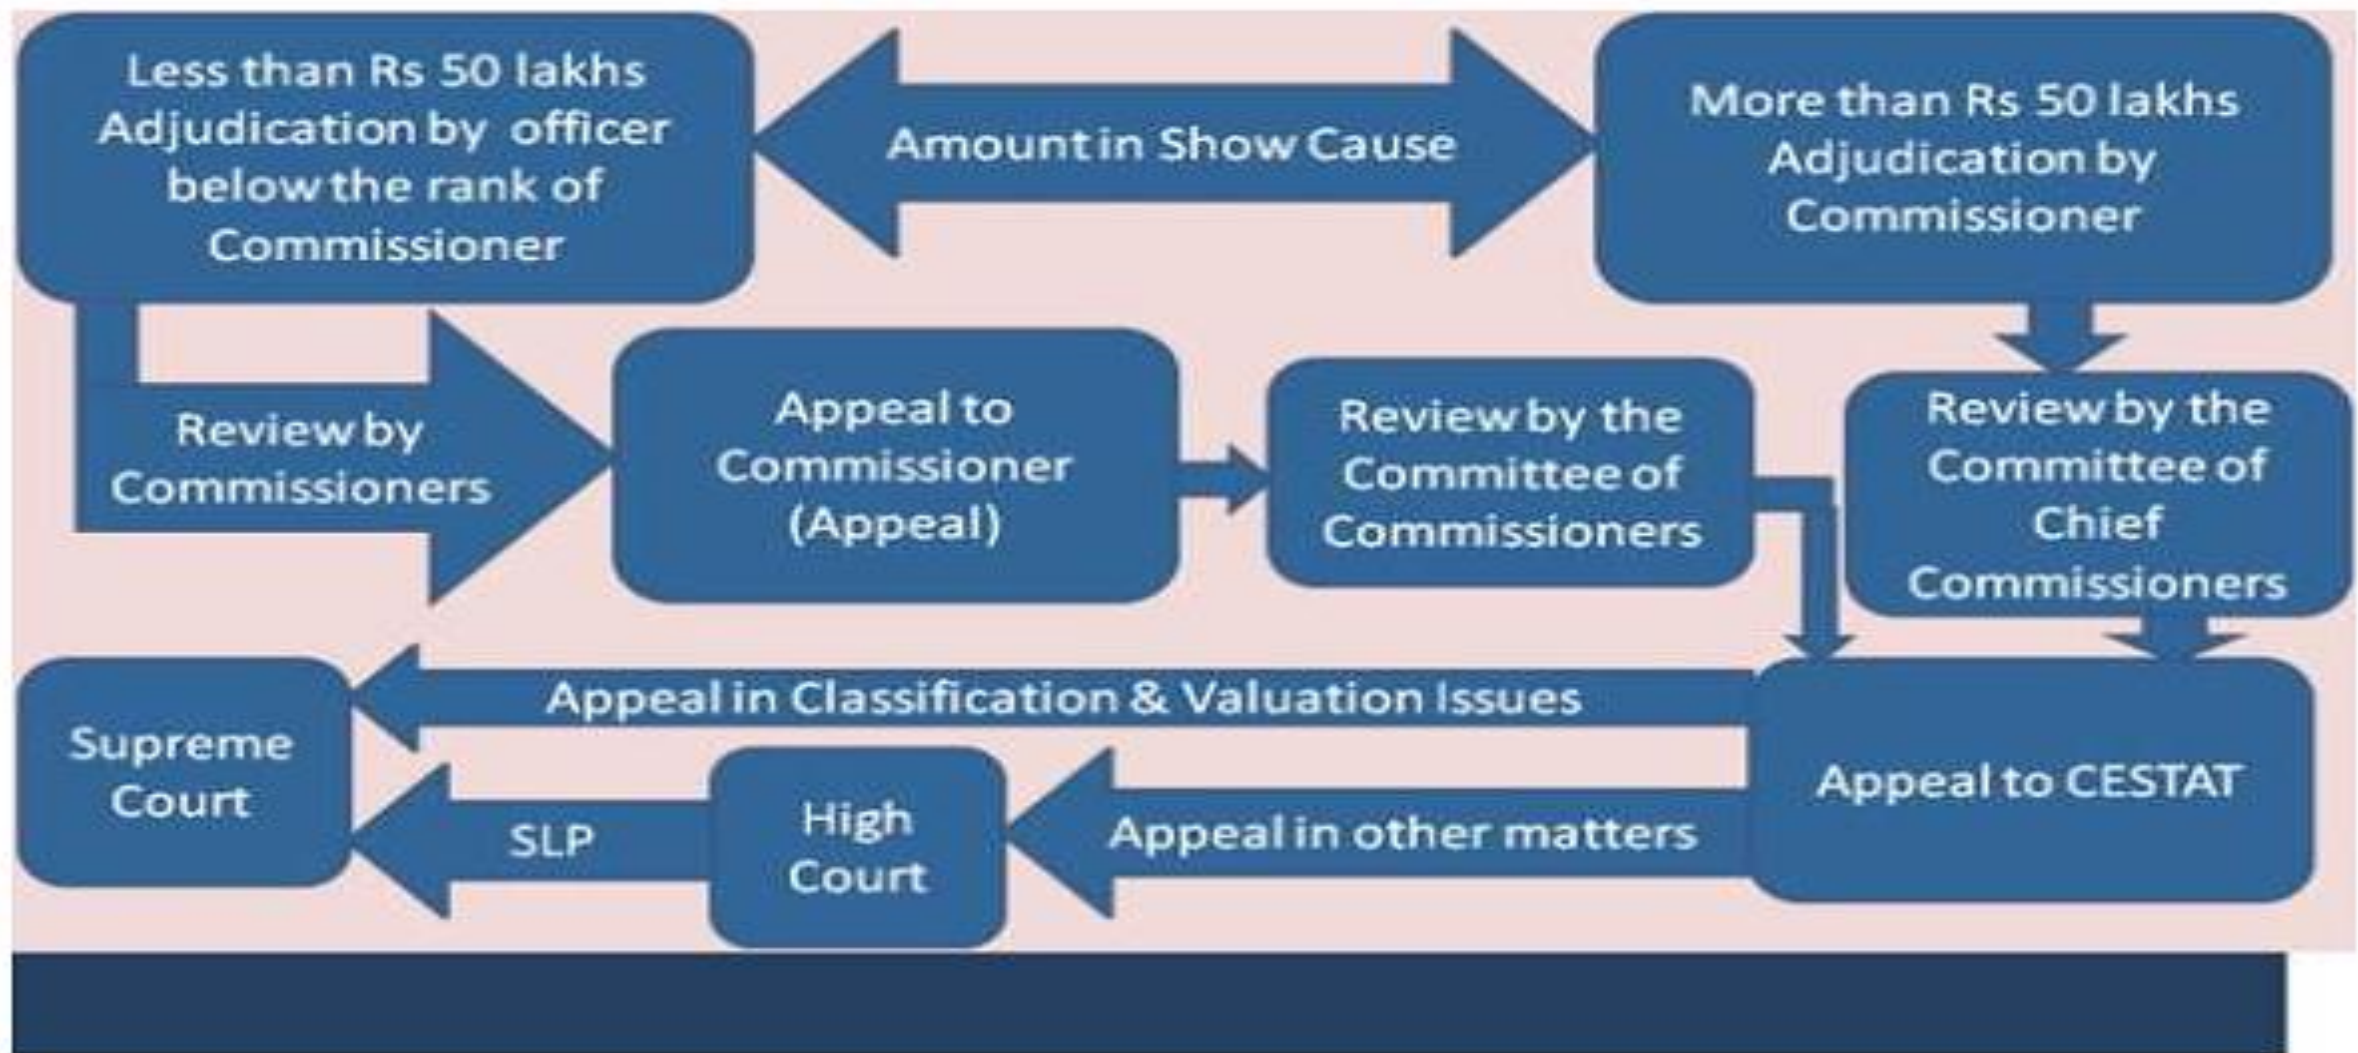 Less than Rs 50 lakhs
Adjudication by officer
below the rank of
Commissioner
Amount in Show Cause
More than Rs 50 lakhs
Adjudication by
Commissioner
Review by
Commissioners
Appeal to
Commissioner
(Appeal)
Review by the
Committee of
Commissioners
Review by the
Committee of
Chief
Commissioners
Supreme
Court
Appeal in Classification & Valuation Issues
SLP
High
Court
Appeal in other matters
Appeal to CESTAT